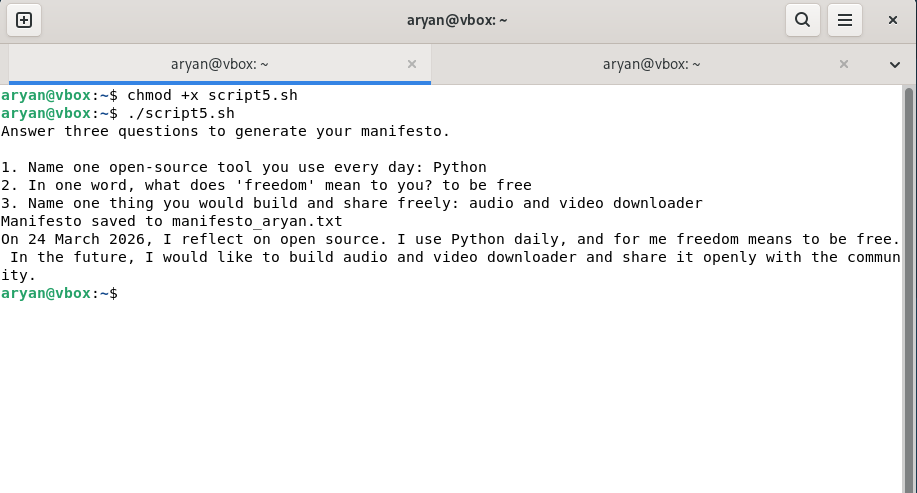 aryan@vbox: ~
aryan@vbox: ~
aryan@vbox: ~
aryan@vbox:~$ chmod +x script5.sh
aryan@vbox:~$ ./script5.sh
Answer three questions to generate your manifesto.
1. Name one open-source tool you use every day: Python
2. In one word, what does 'freedom' mean to you? to be free
3. Name one thing you would build and share freely: audio and video downloader
Manifesto saved to manifesto_aryan.txt
On 24 March 2026, I reflect on open source. I use Python daily, and for me freedom means to be free.
 In the future, I would like to build audio and video downloader and share it openly with the commun
ity.
aryan@vbox:~$